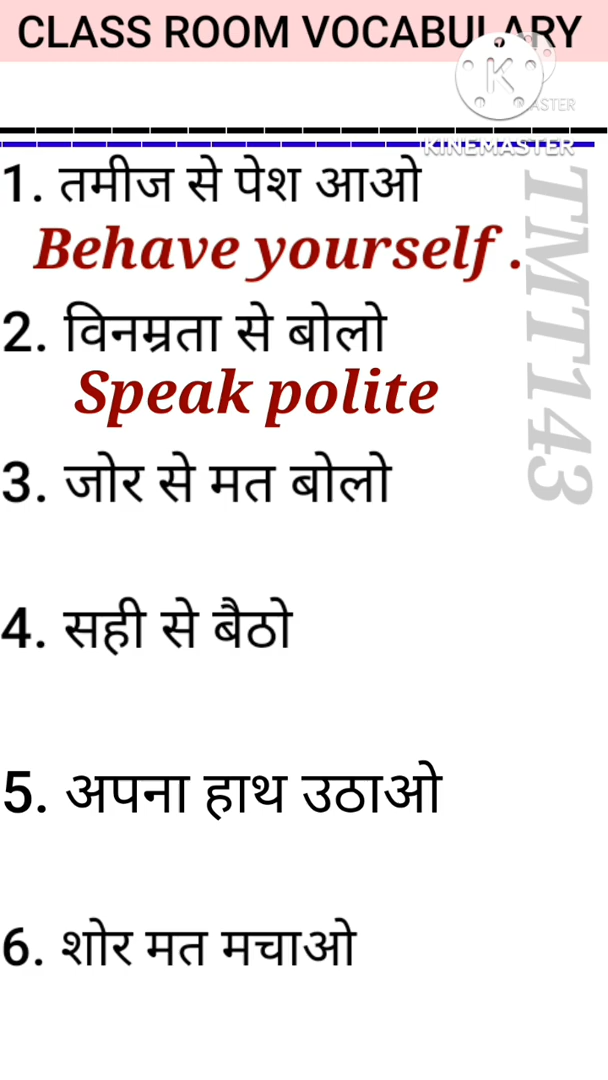 CLASS ROOM VOCABULARY
K
KINEMASTER
1. तमीज से पेश आओ
Behave yourself .
2. विनम्रता से बोलो
Speak polite
3. जोर से मत बोलो
4. सही से बैठो
5. अपना हाथ उठाओ
6. शोर मत मचाओ
TMT143